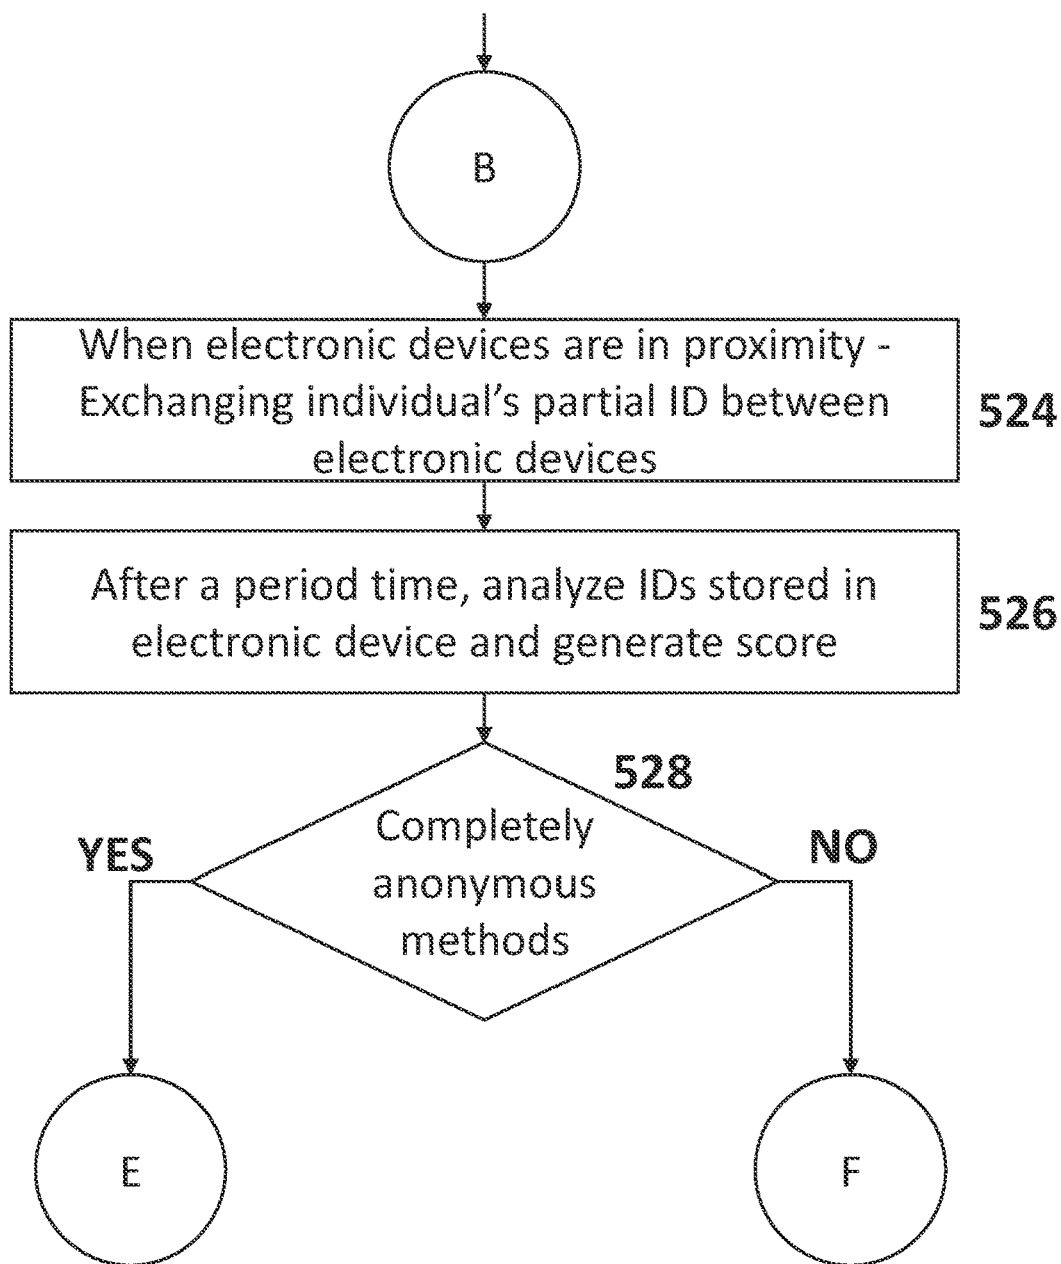 B
When electronic devices are in proximity -
Exchanging individual's partial ID between
electronic devices
524
After a period time, analyze IDs stored in
electronic device and generate score
526
528
Completely
anonymous
methods
YES
NO
E
F